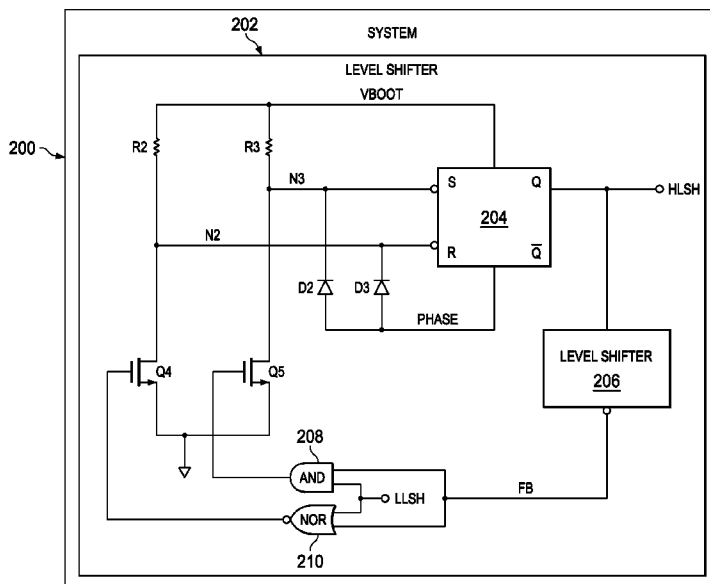 202
SYSTEM
LEVEL SHIFTER
VBOOT
200
R2
R3
N3
S
Q
HLSH
204
N2
R
Q̅
D2
D3
PHASE
LEVEL SHIFTER
206
Q4
Q5
208
AND
LLSH
FB
NOR
210